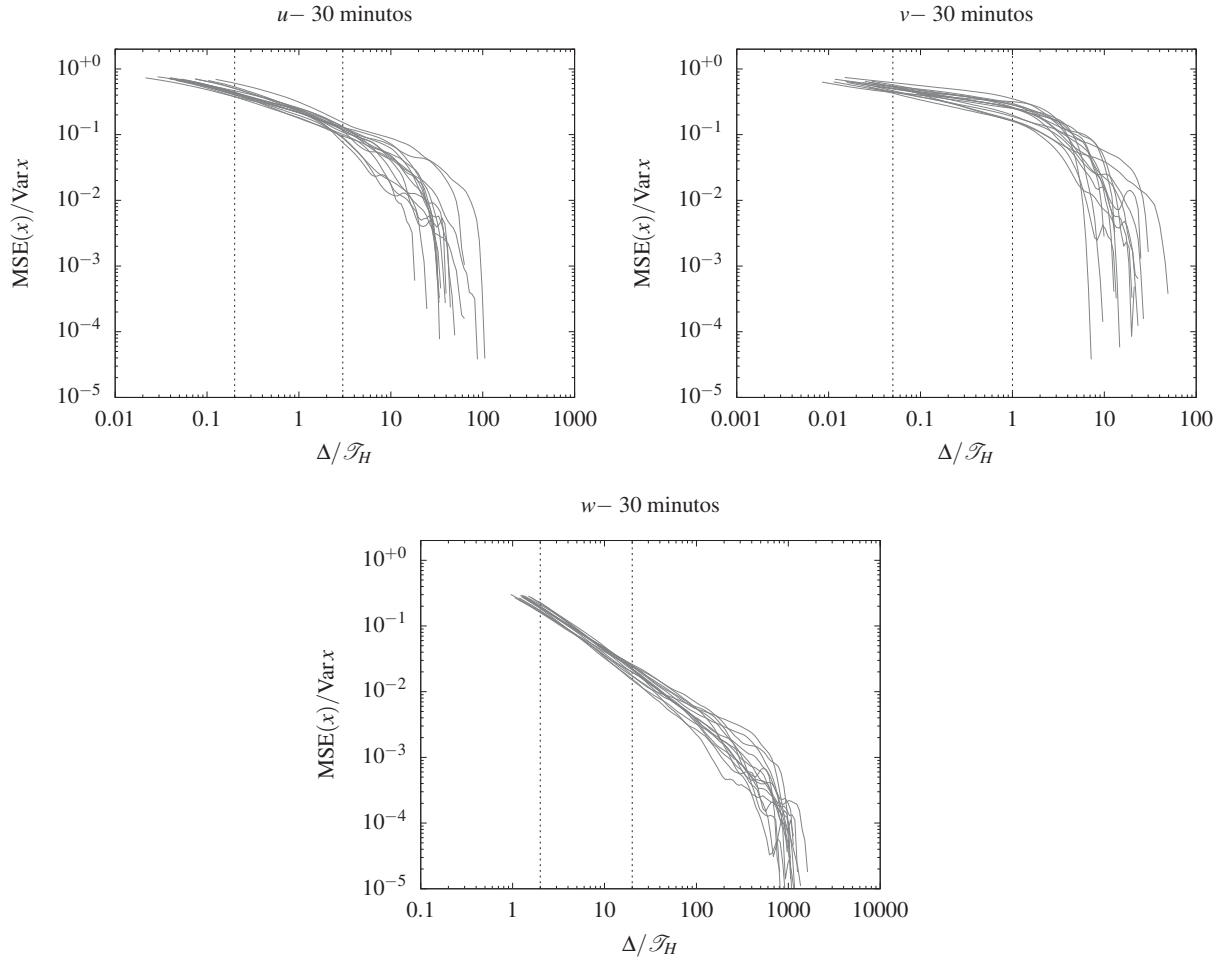 u− 30 minutos
MSE(x)/Var x
10^{+0}
10^{−1}
10^{−2}
10^{−3}
10^{−4}
10^{−5}
0.01 0.1 1 10 100 1000
Δ/𝒯_H
v− 30 minutos
MSE(x)/Var x
10^{+0}
10^{−1}
10^{−2}
10^{−3}
10^{−4}
10^{−5}
0.001 0.01 0.1 1 10 100
Δ/𝒯_H
w− 30 minutos
MSE(x)/Var x
10^{+0}
10^{−1}
10^{−2}
10^{−3}
10^{−4}
10^{−5}
0.1 1 10 100 1000 10000
Δ/𝒯_H